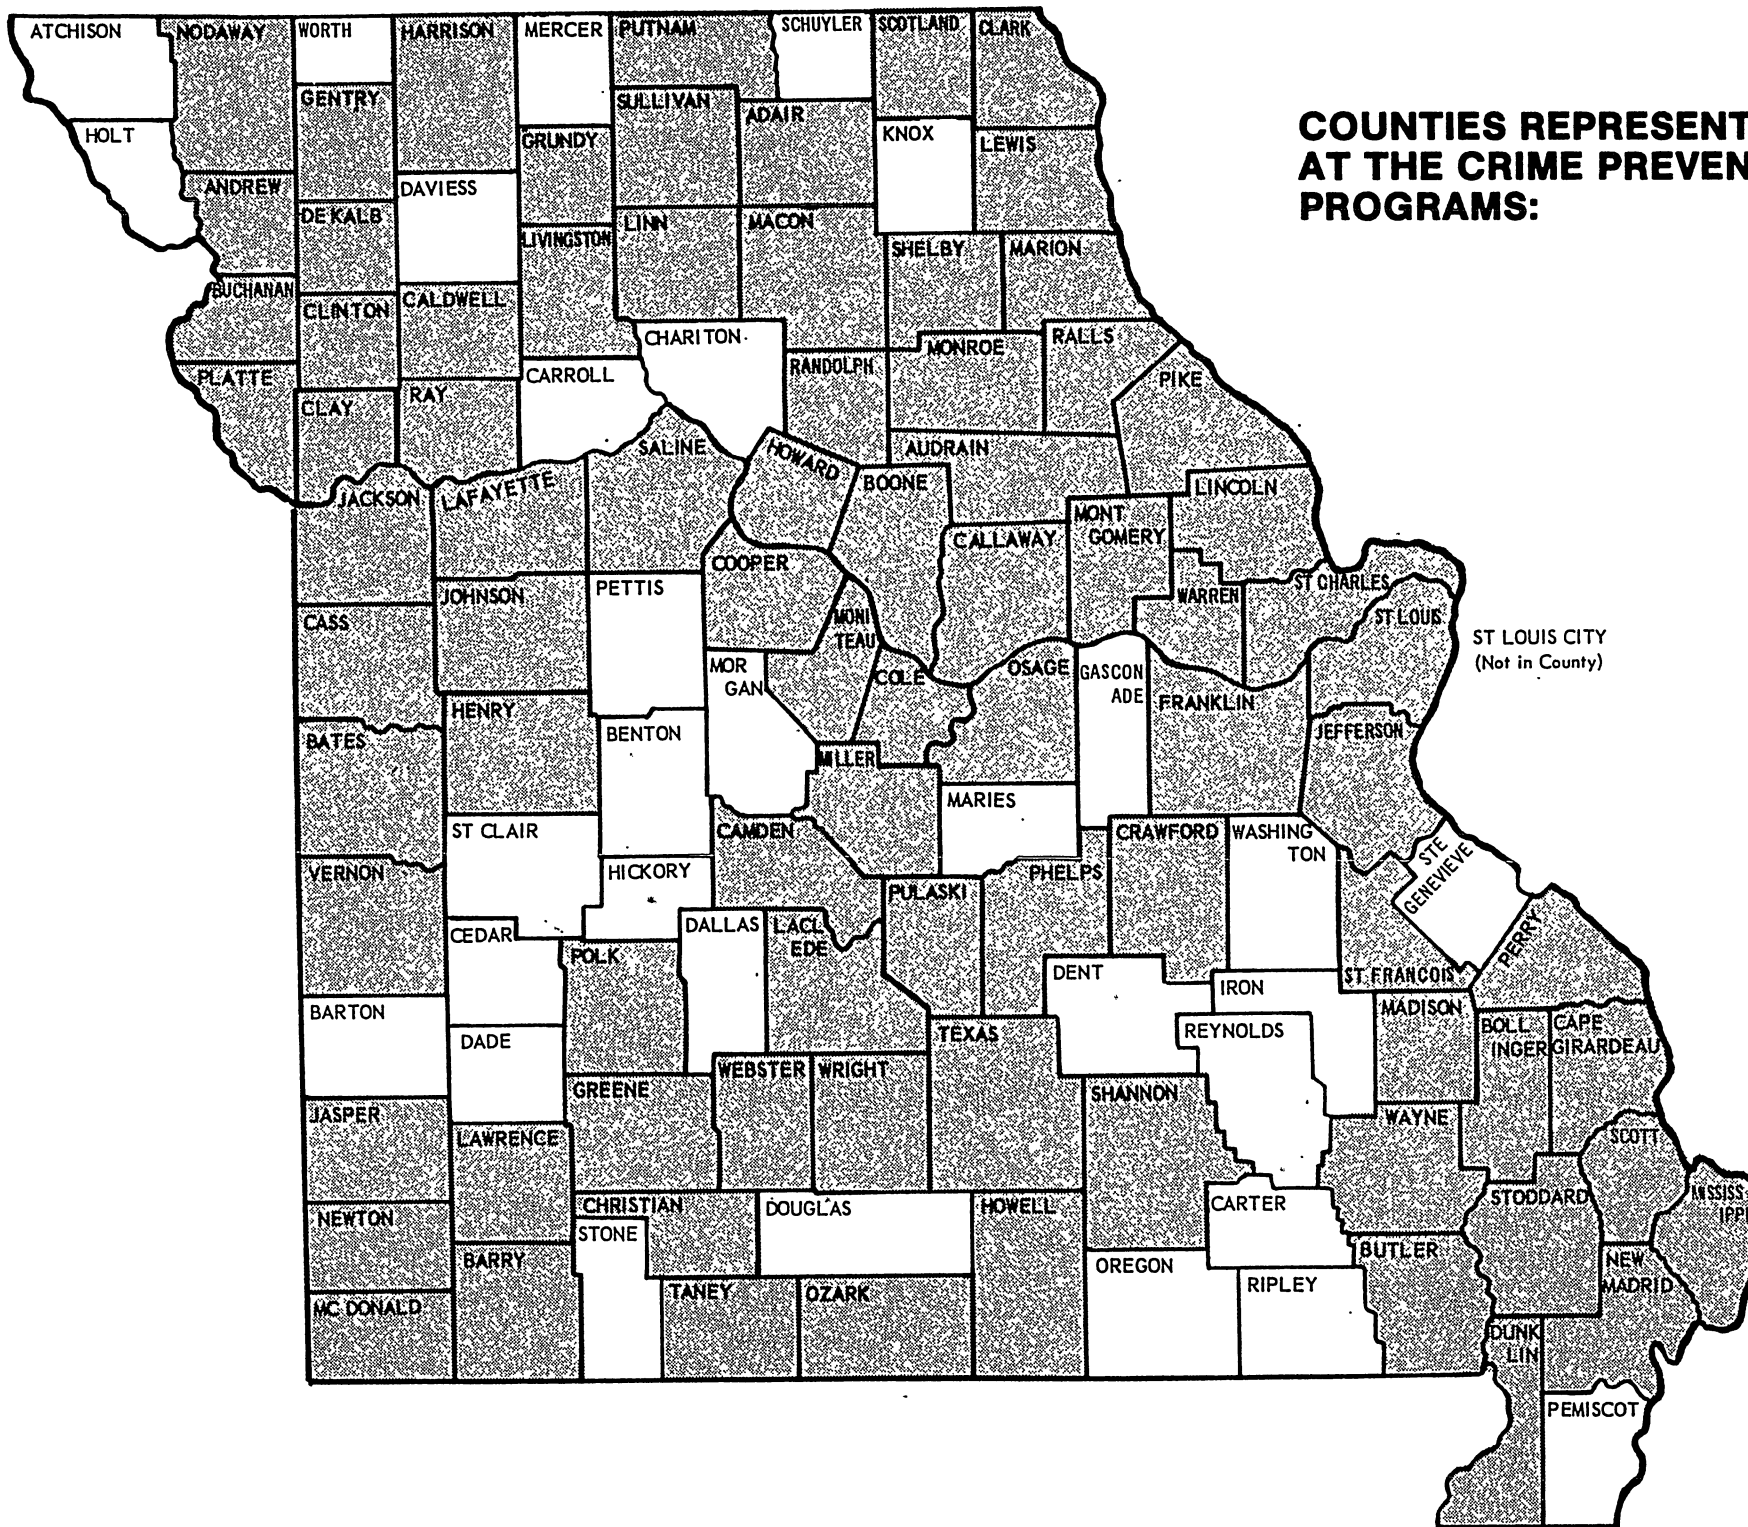 COUNTIES REPRESENT
AT THE CRIME PREVEN
PROGRAMS:
ATCHISON
NODAWAY
WORTH
HARRISON
MERCER
PUTNAM
SCHUYLER
SCOTLAND
CLARK
GENTRY
SULLIVAN
ADAIR
HOLT
GRUNDY
KNOX
LEWIS
ANDREW
DAVIESS
DE KALB
LINN
MACON
LIVINGSTON
SHELBY
MARION
BUCHANAN
CLINTON
CALDWELL
CHARITON
MONROE
RALLS
RANDOLPH
PLATTE
CARROLL
PIKE
CLAY
RAY
SALINE
HOWARD
AUDRAIN
BOONE
LINCOLN
JACKSON
LAFAYETTE
MONT
GOMERY
CALLAWAY
COOPER
PETTIS
JOHNSON
ST CHARLES
WARREN
CASS
MONI
TEAU
ST LOUIS
ST LOUIS CITY
(Not in County)
MOR
GAN
COLE
OSAGE
GASCON
ADE
FRANKLIN
HENRY
BATES
BENTON
JEFFERSON
MILLER
MARIES
ST CLAIR
CAMDEN
CRAWFORD
WASHING
TON
STE
GENEVIEVE
VERNON
HICKORY
PHELPS
PULASKI
CEDAR
DALLAS
LACL
EDE
PERRY
POLK
DENT
ST FRANCOIS
IRON
BARTON
MADISON
DADE
TEXAS
REYNOLDS
BOLL
INGER
CAPE
GIRARDEAU
WEBSTER
WRIGHT
GREENE
SHANNON
JASPER
WAYNE
LAWRENCE
SCOTT
STODDARD
MISSISS
IPPI
CHRISTIAN
DOUGLAS
HOWELL
CARTER
NEWTON
STONE
BARRY
OREGON
BUTLER
NEW
MADRID
TANEY
OZARK
RIPLEY
MC DONALD
DUNK
LIN
PEMISCOT